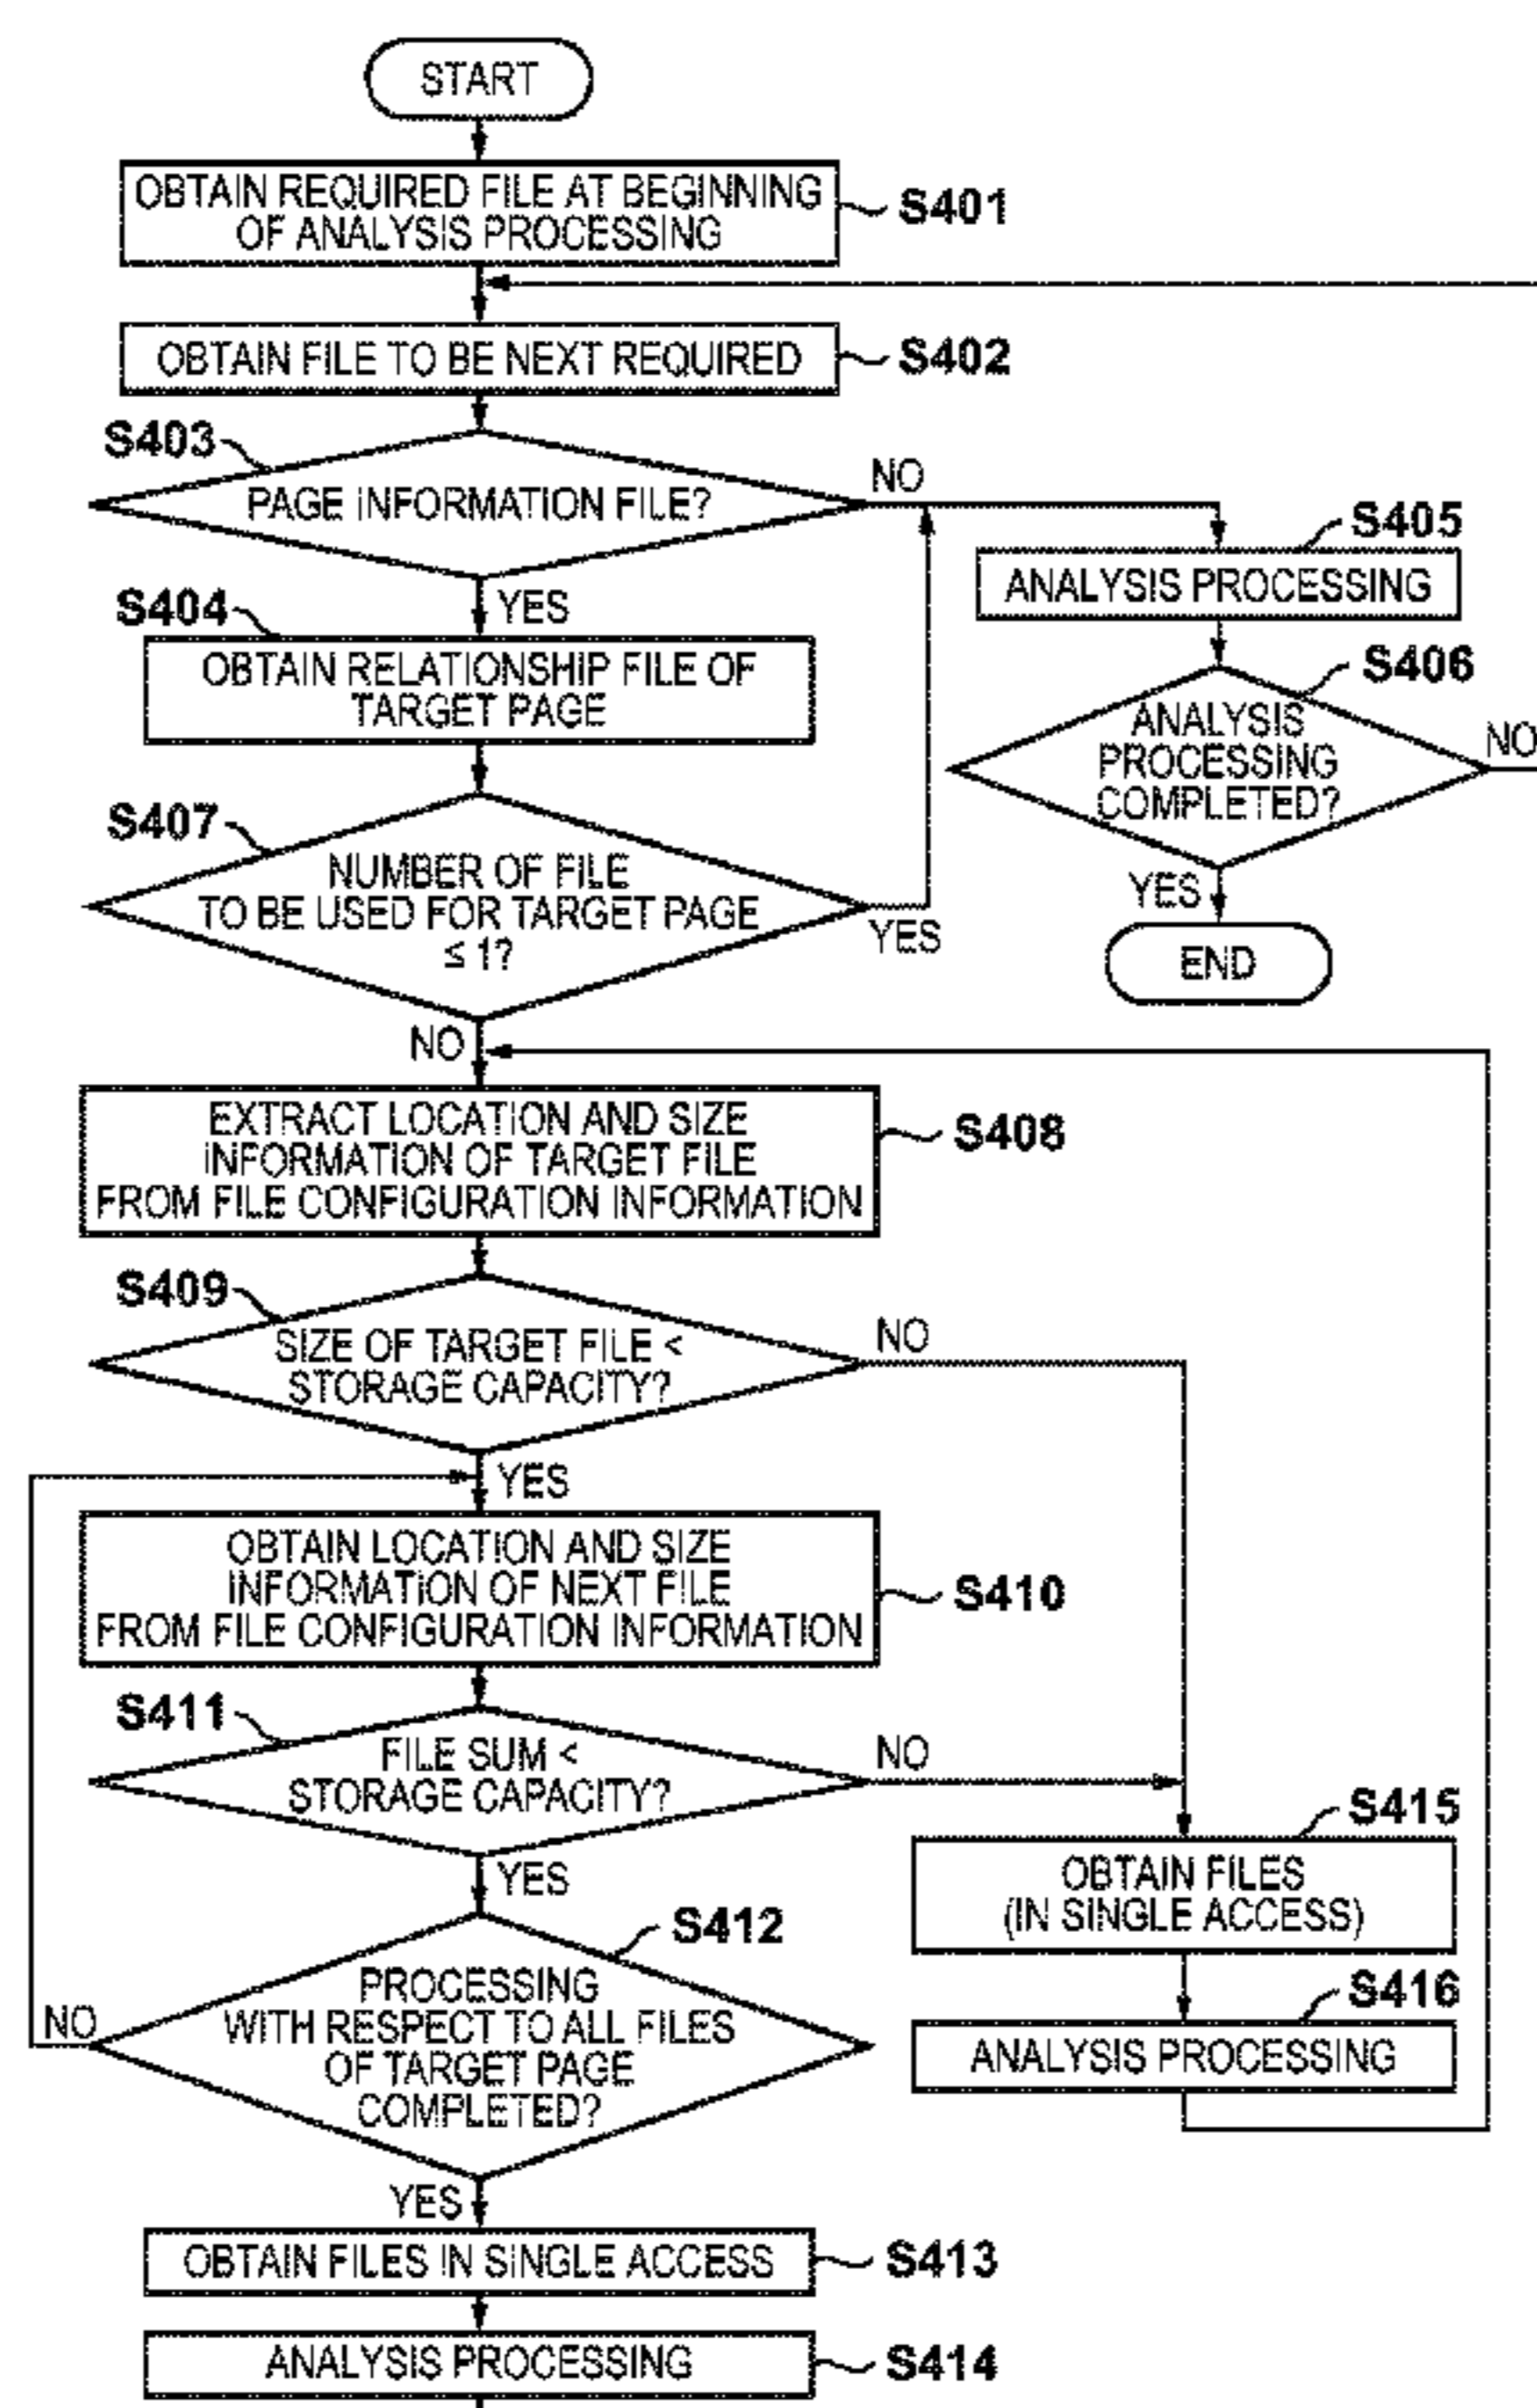 START
OBTAIN REQUIRED FILE AT BEGINNING
OF ANALYSIS PROCESSING
S401
OBTAIN FILE TO BE NEXT REQUIRED
S402
S403
PAGE INFORMATION FILE?
NO
YES
S404
OBTAIN RELATIONSHIP FILE OF
TARGET PAGE
S405
ANALYSIS PROCESSING
S406
ANALYSIS
PROCESSING
COMPLETED?
NO
YES
END
S407
NUMBER OF FILE
TO BE USED FOR TARGET PAGE
≤ 1?
YES
NO
EXTRACT LOCATION AND SIZE
INFORMATION OF TARGET FILE
FROM FILE CONFIGURATION INFORMATION
S408
S409
SIZE OF TARGET FILE <
STORAGE CAPACITY?
NO
YES
OBTAIN LOCATION AND SIZE
INFORMATION OF NEXT FILE
FROM FILE CONFIGURATION INFORMATION
S410
S411
FILE SUM <
STORAGE CAPACITY?
NO
YES
S412
PROCESSING
WITH RESPECT TO ALL FILES
OF TARGET PAGE
COMPLETED?
NO
YES
S415
OBTAIN FILES
(IN SINGLE ACCESS)
S416
ANALYSIS PROCESSING
OBTAIN FILES IN SINGLE ACCESS
S413
ANALYSIS PROCESSING
S414